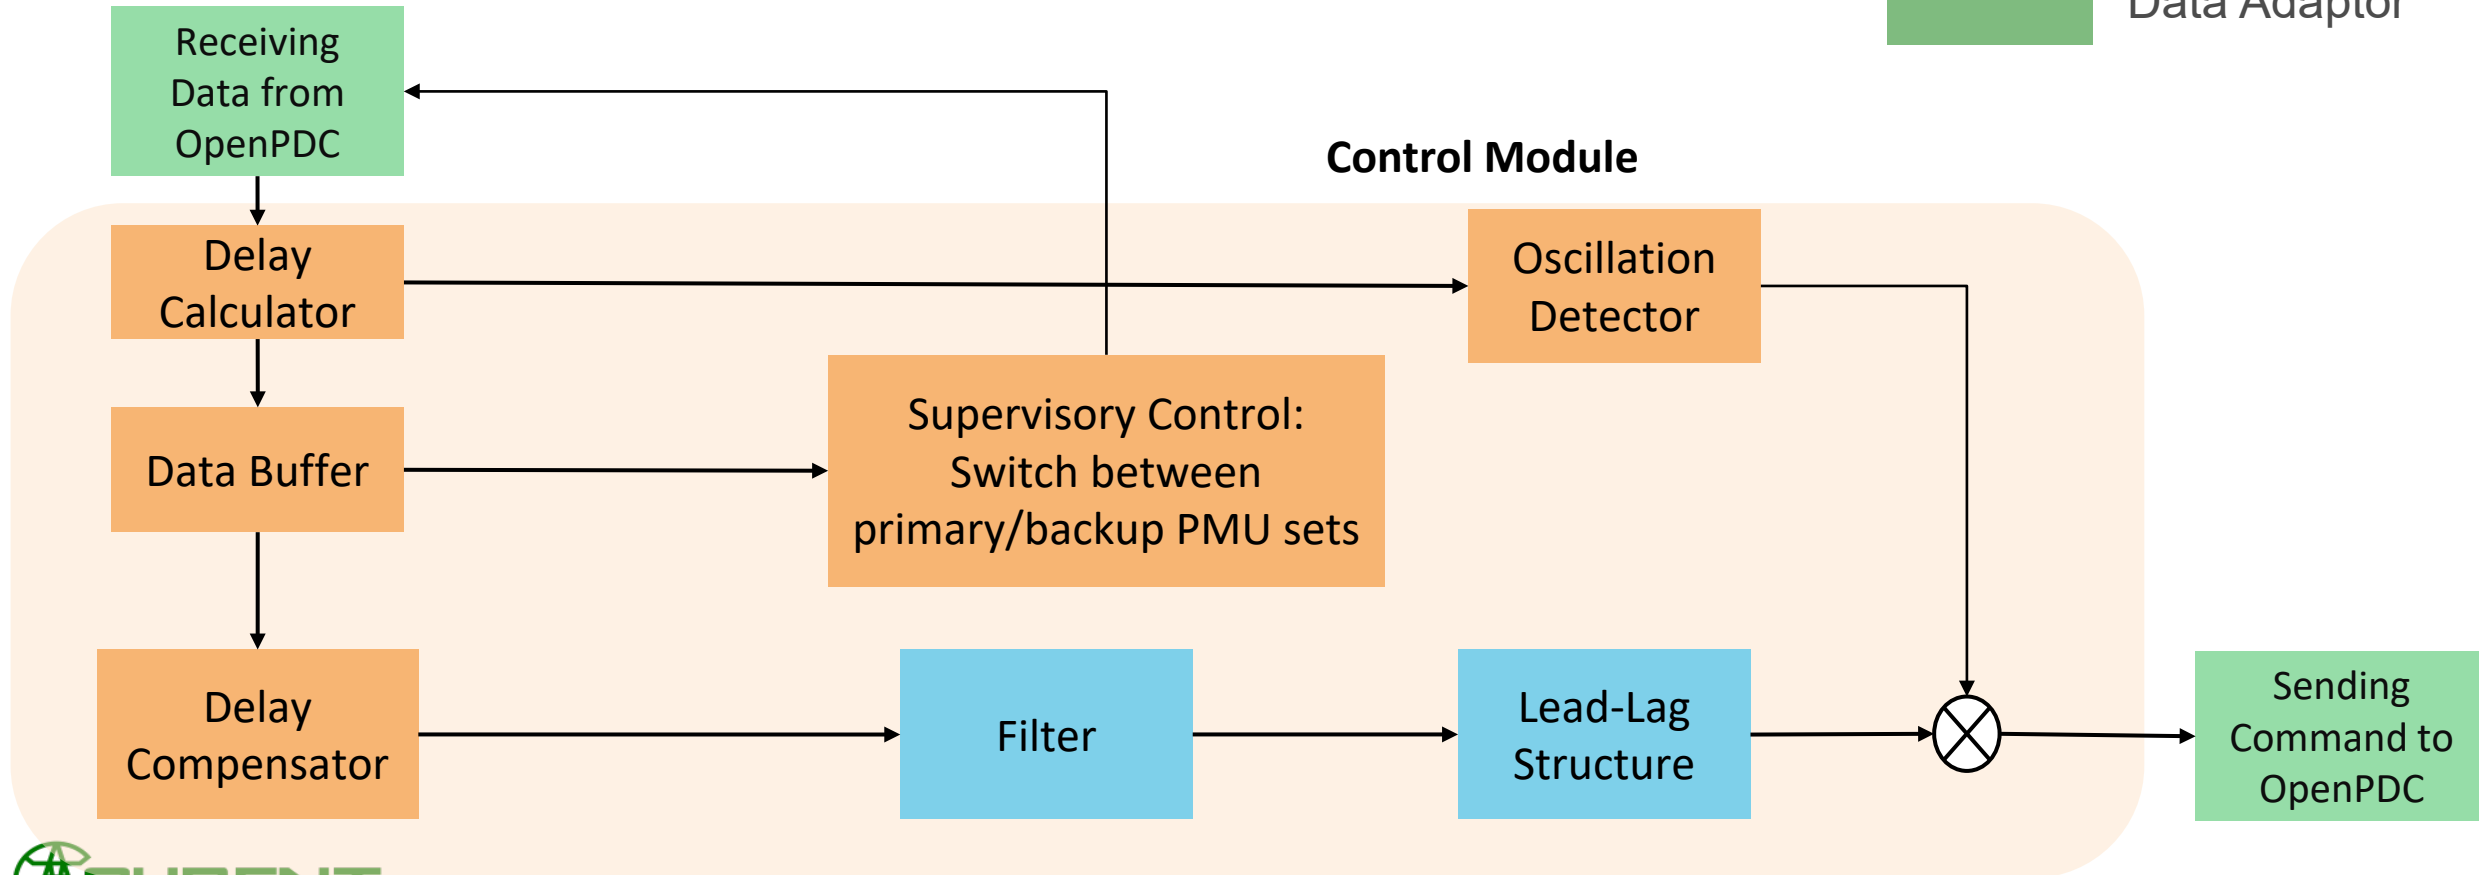 Data Adaptor
Receiving
Data from
OpenPDC
Control Module
Delay
Calculator
Oscillation
Detector
Data Buffer
Supervisory Control:
Switch between
primary/backup PMU sets
Delay
Compensator
Filter
Lead-Lag
Structure
Sending
Command to
OpenPDC
CURENT